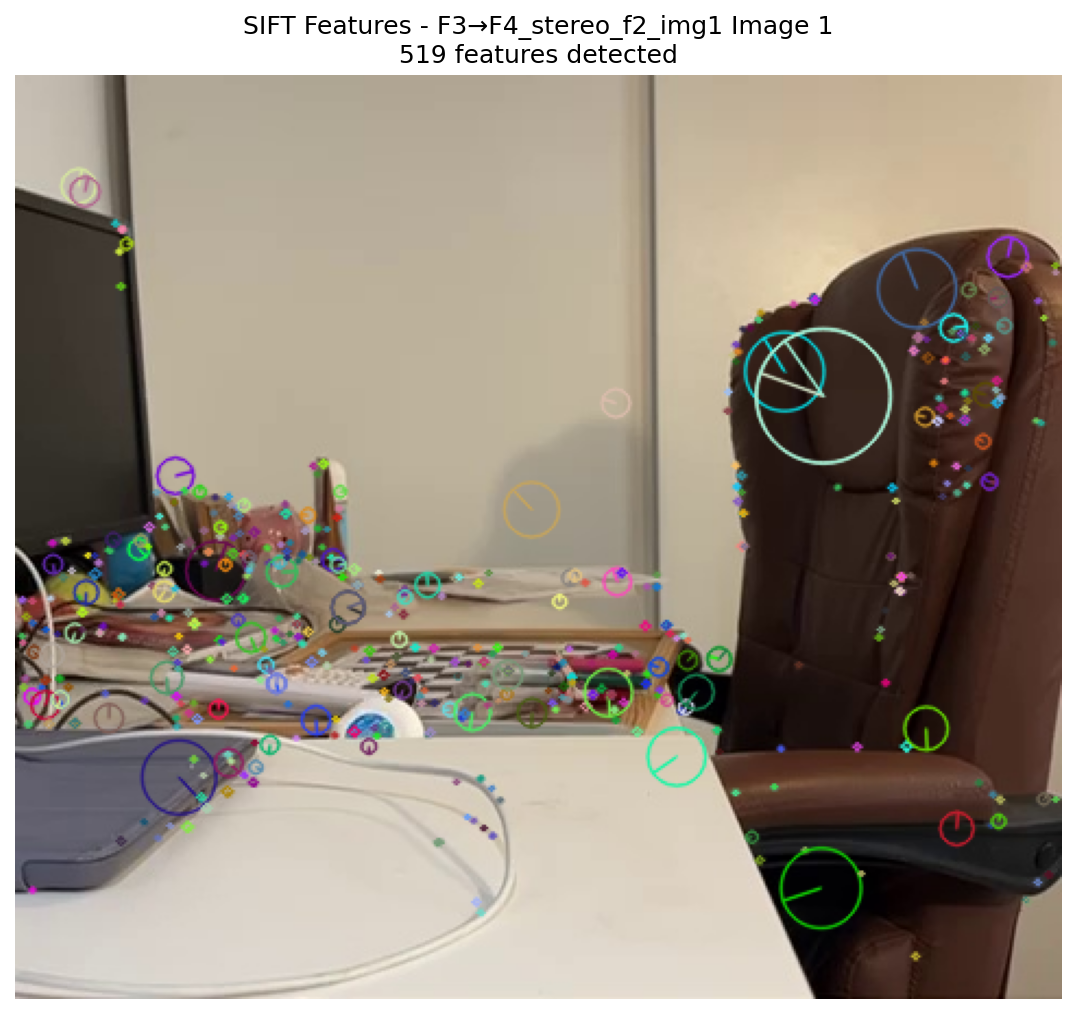 SIFT Features - F3→F4_stereo_f2_img1 Image 1
519 features detected